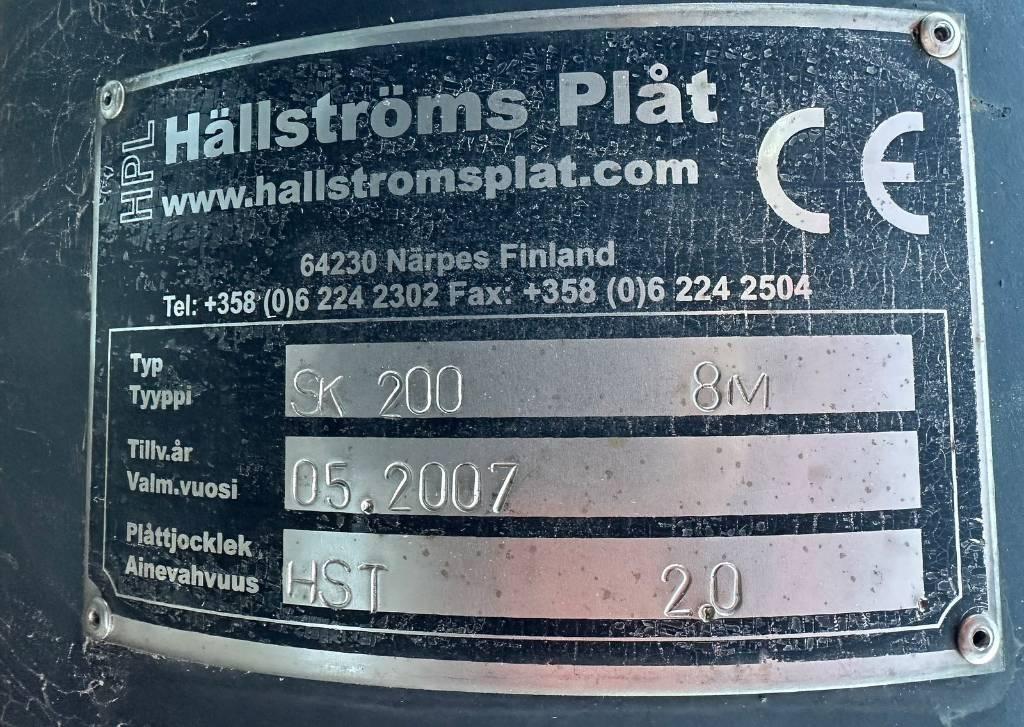 HPL
Hällströms Plåt
www.hallstromsplat.com
CE
64230 Närpes Finland
Tel: +358 (0)6 224 2302 Fax: +358 (0)6 224 2504
Typ
Tyyppi
SK 200 8M
Tillv.år
Valm.vuosi
05.2007
Plåttjocklek
Ainevahvuus
HST 2.0